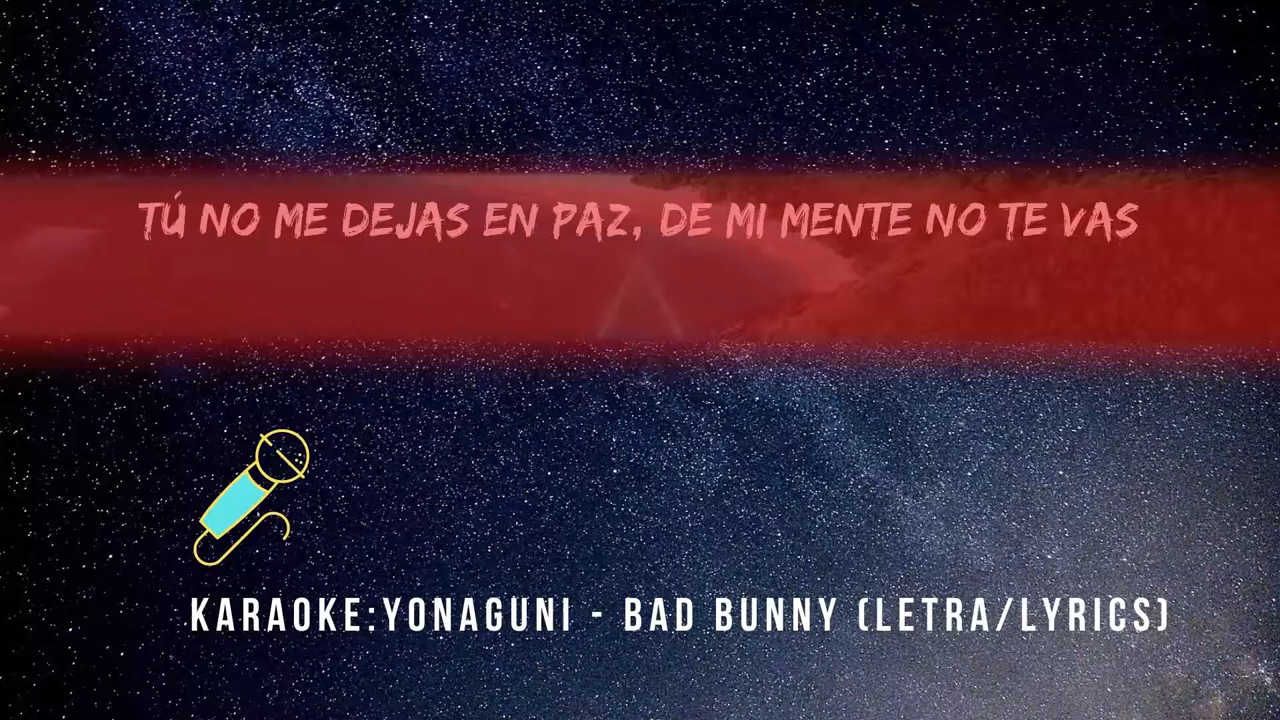 TÚ NO ME DEJAS EN PAZ, DE MI MENTE NO TE VAS
KARAOKE:YONAGUNI - BAD BUNNY (LETRA/LYRICS)